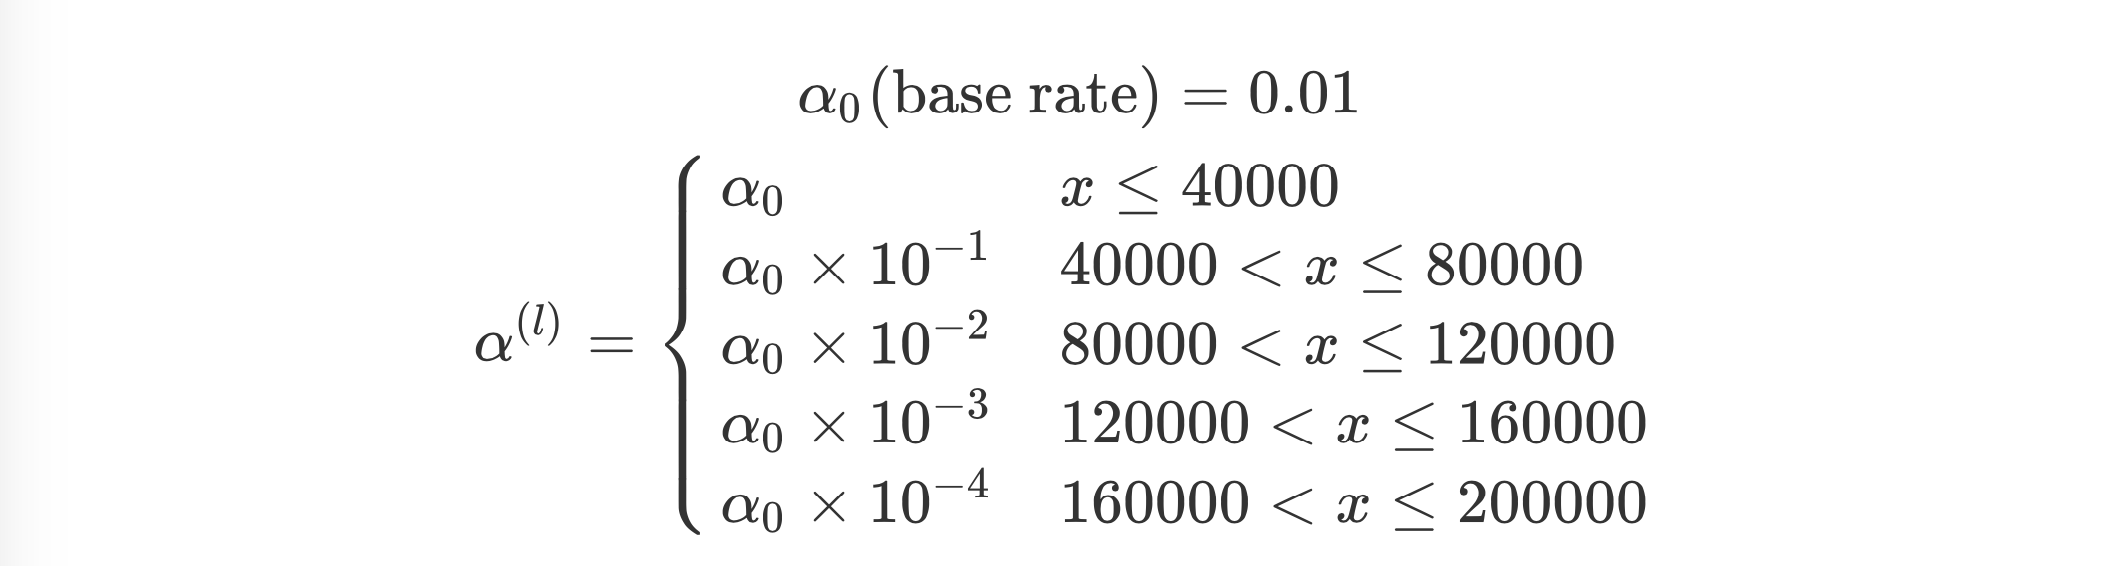 α₀(base rate) = 0.01
α⁽ˡ⁾ = { α₀ x ≤ 40000
α₀ × 10⁻¹ 40000 < x ≤ 80000
α₀ × 10⁻² 80000 < x ≤ 120000
α₀ × 10⁻³ 120000 < x ≤ 160000
α₀ × 10⁻⁴ 160000 < x ≤ 200000